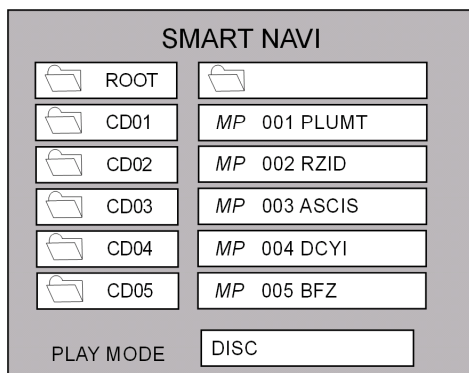 SMART NAVI
ROOT
CD01 MP 001 PLUMT
CD02 MP 002 RZID
CD03 MP 003 ASCIS
CD04 MP 004 DCYI
CD05 MP 005 BFZ
PLAY MODE DISC